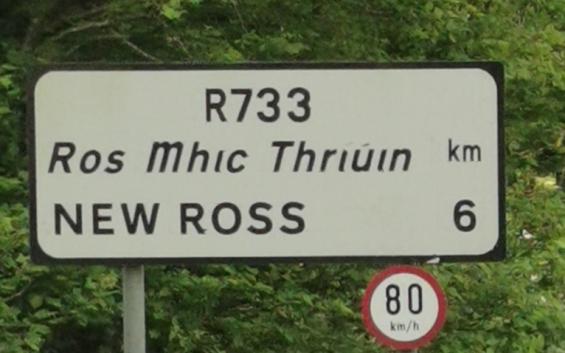 R733
Ros Mhic Thriúin km
NEW ROSS 6
80
km/h